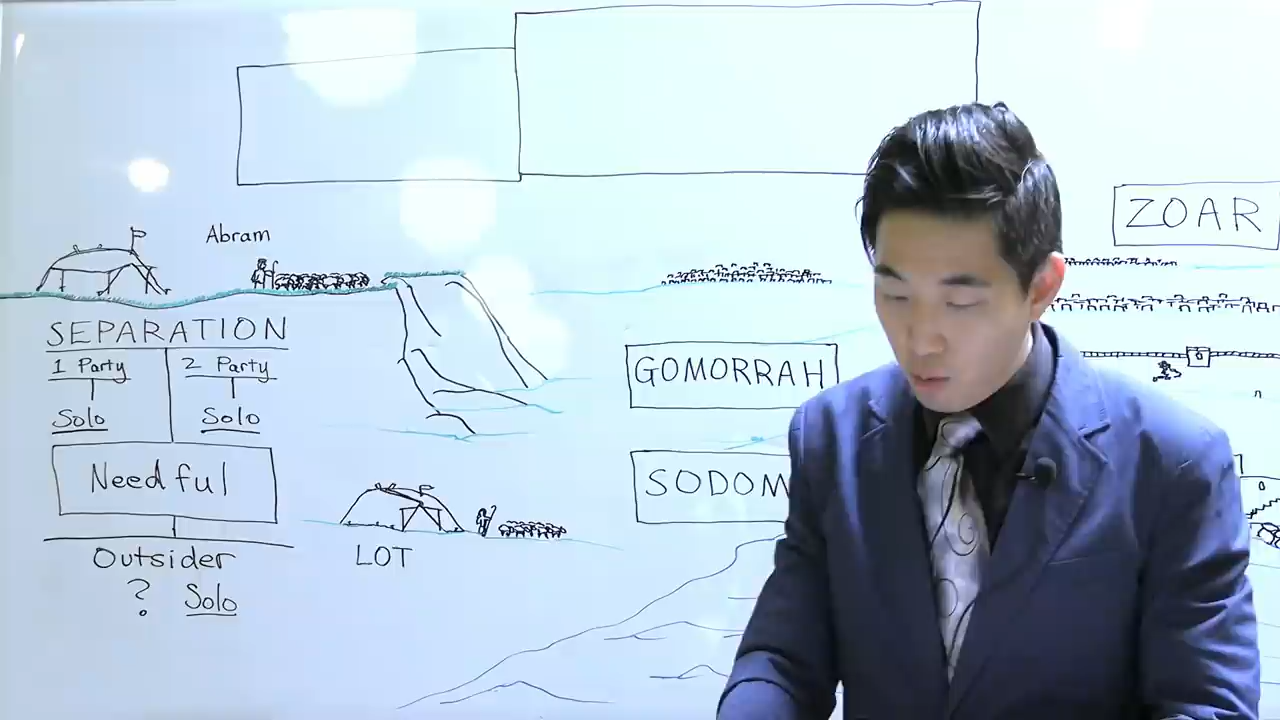 Abram
ZOAR
SEPARATION
1 Party
2 Party
Solo
Solo
GOMORRAH
Needful
SODOM
LOT
Outsider
? Solo